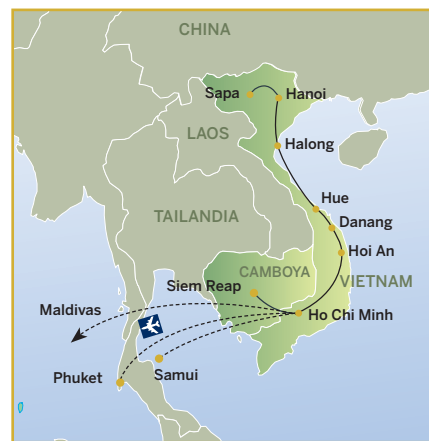 CHINA
Sapa
Hanoi
LAOS
Halong
TAILANDIA
Hue
Danang
Hoi An
CAMBOYA
Siem Reap
VIETNAM
Maldivas
Ho Chi Minh
Phuket
Samui